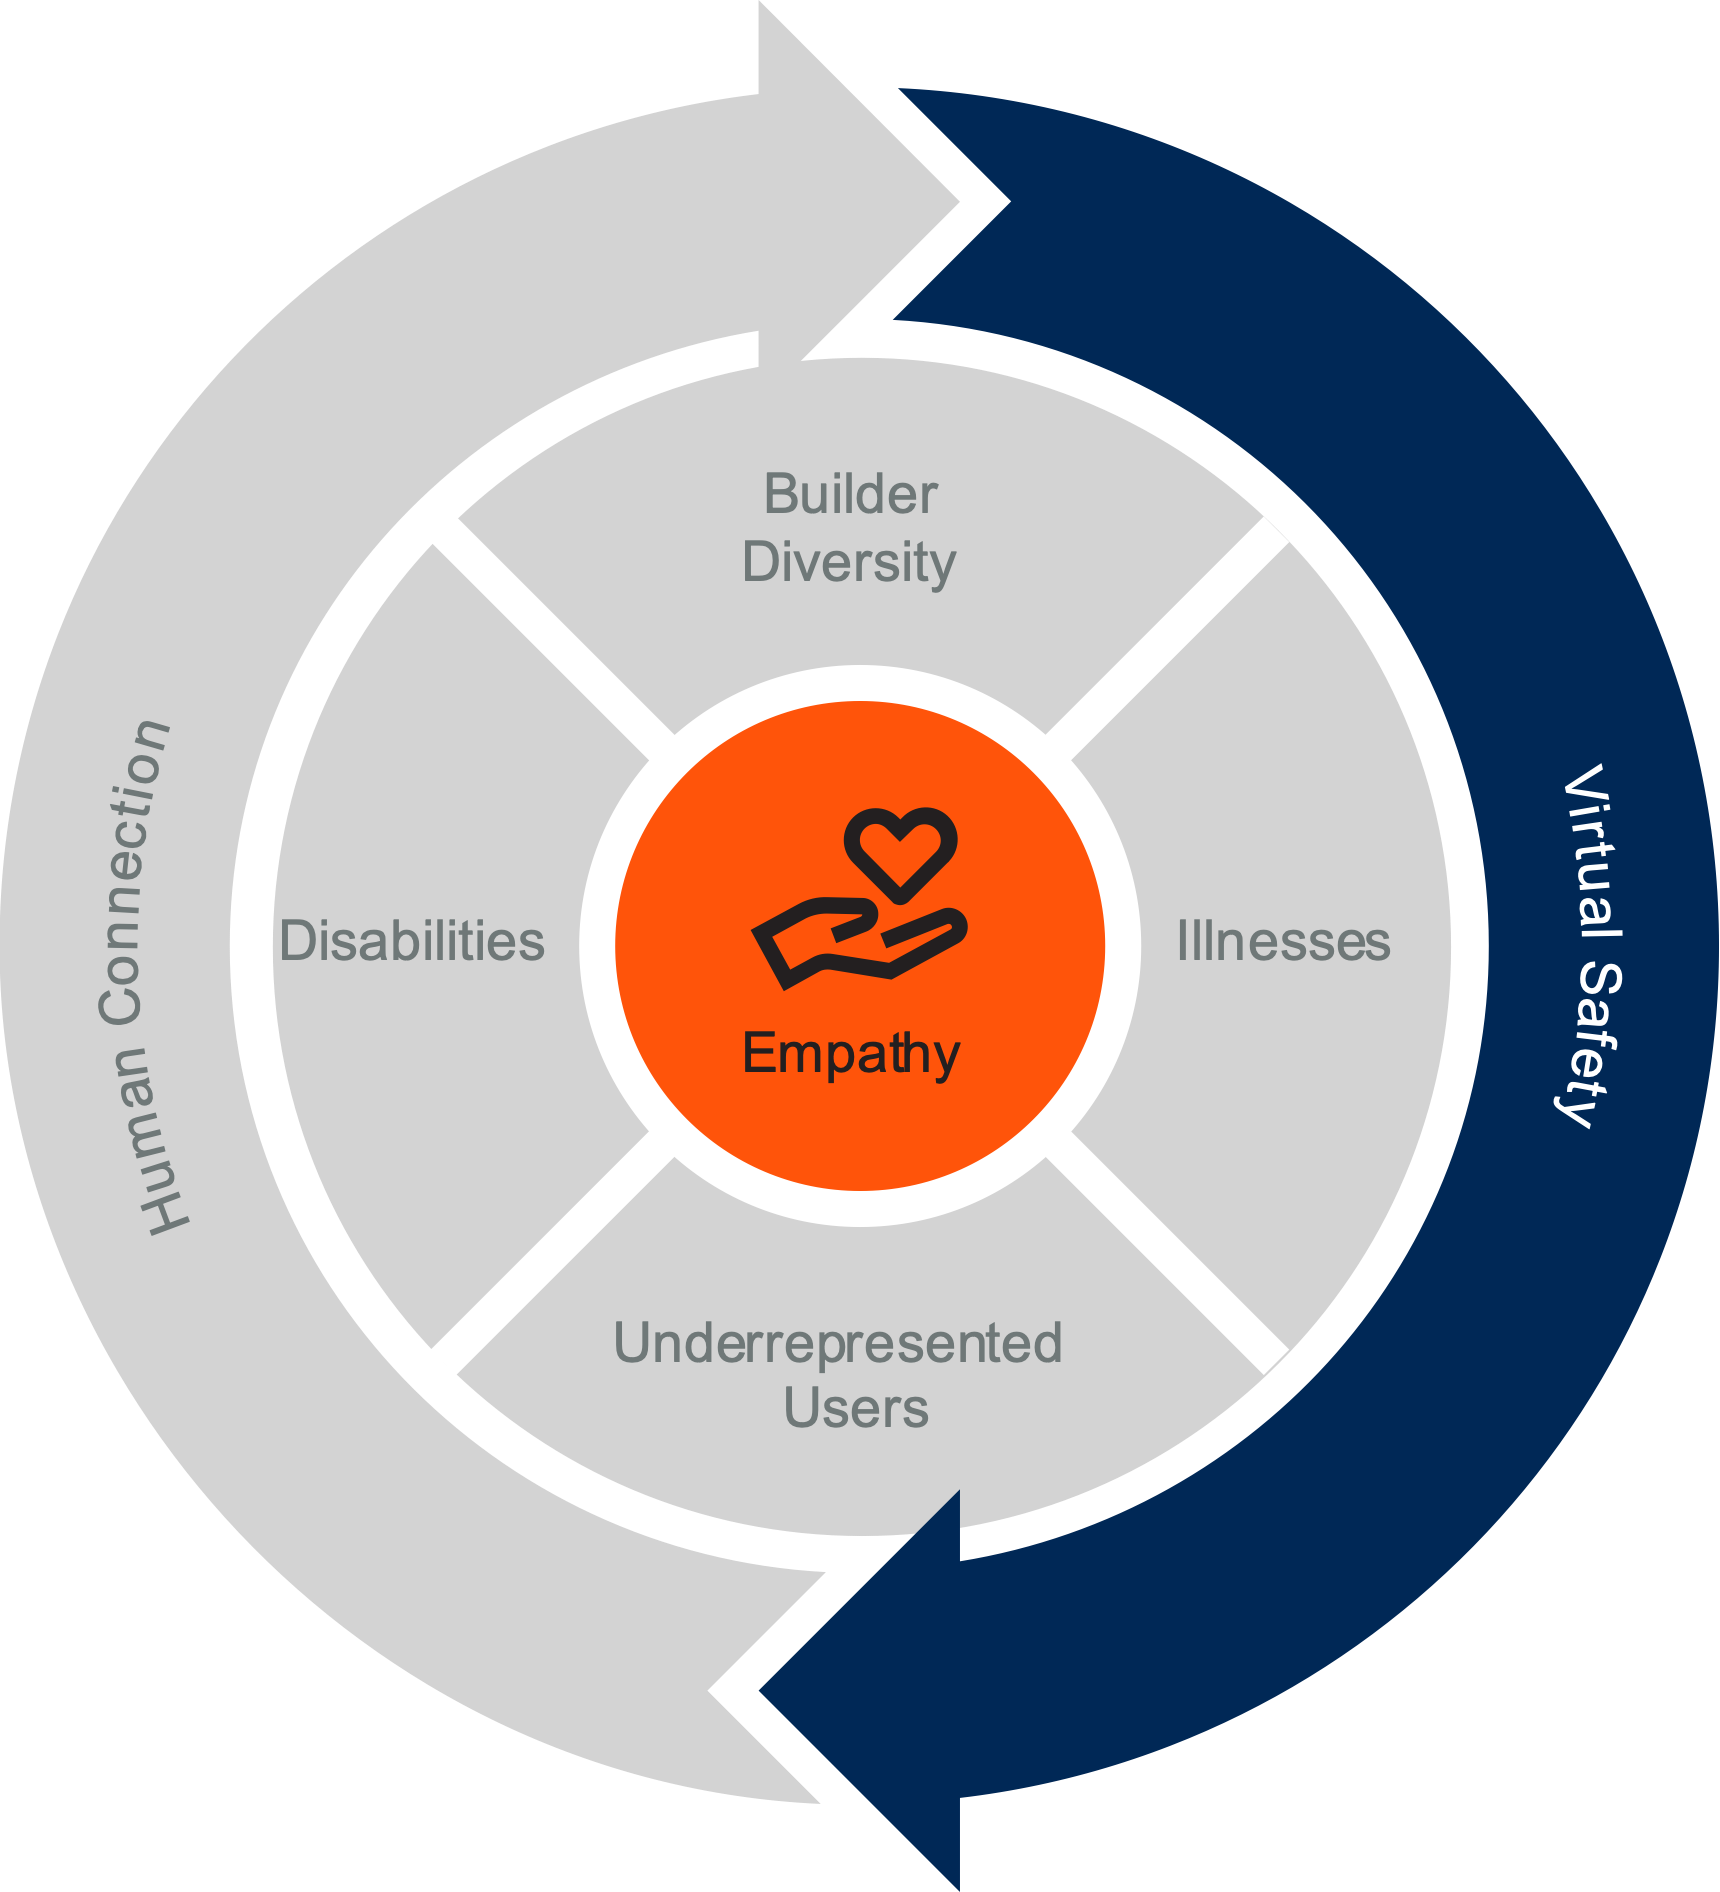 Builder
Diversity
Human Connection
Disabilities
Empathy
Illnesses
Virtual Safety
Underrepresented
Users